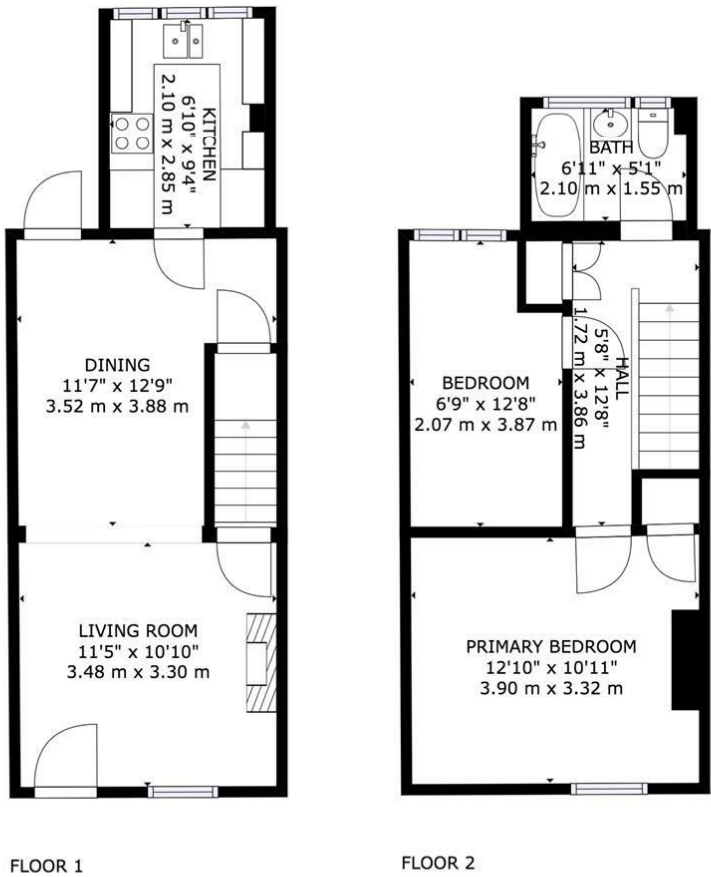 KITCHEN
6'10" x 9'4"
2.10 m x 2.85 m
DINING
11'7" x 12'9"
3.52 m x 3.88 m
LIVING ROOM
11'5" x 10'10"
3.48 m x 3.30 m
FLOOR 1
BATH
6'11" x 5'1"
2.10 m x 1.55 m
BEDROOM
6'9" x 12'8"
2.07 m x 3.87 m
HALL
5'8" x 12'8"
1.72 m x 3.86 m
PRIMARY BEDROOM
12'10" x 10'11"
3.90 m x 3.32 m
FLOOR 2